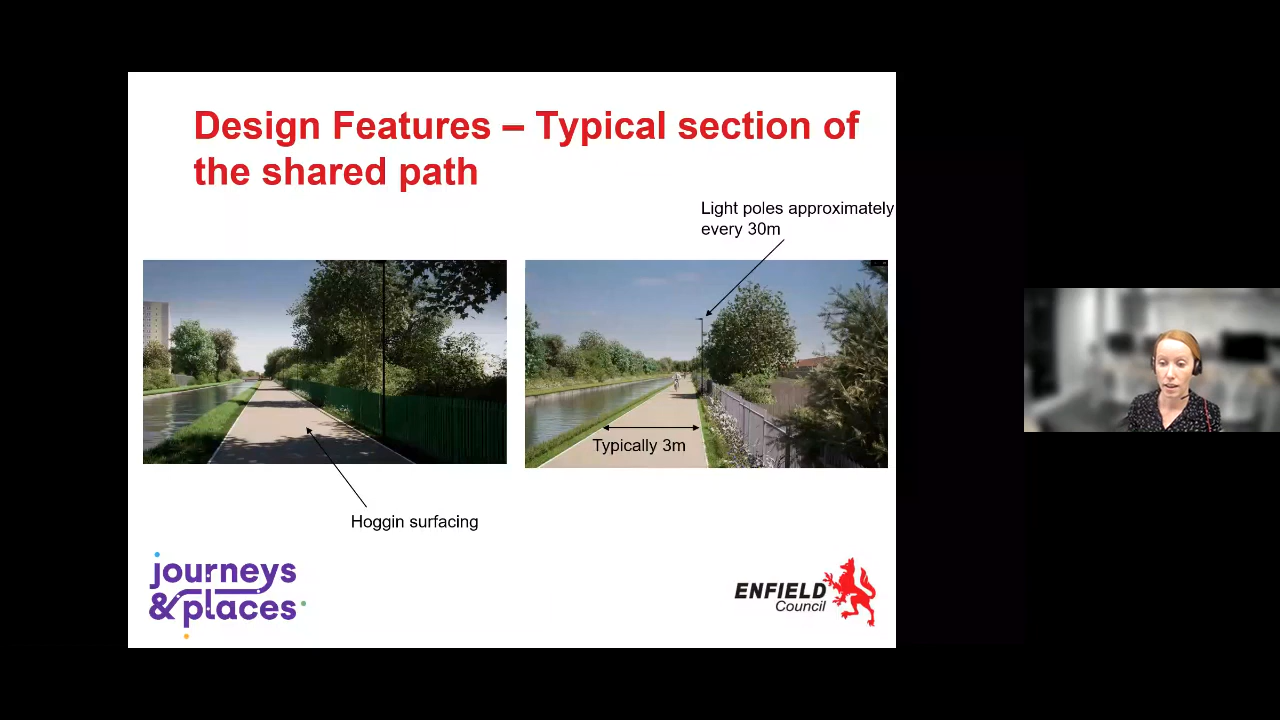 Design Features – Typical section of
the shared path
Light poles approximately
every 30m
Typically 3m
Hoggin surfacing
journeys
&places
ENFIELD
Council